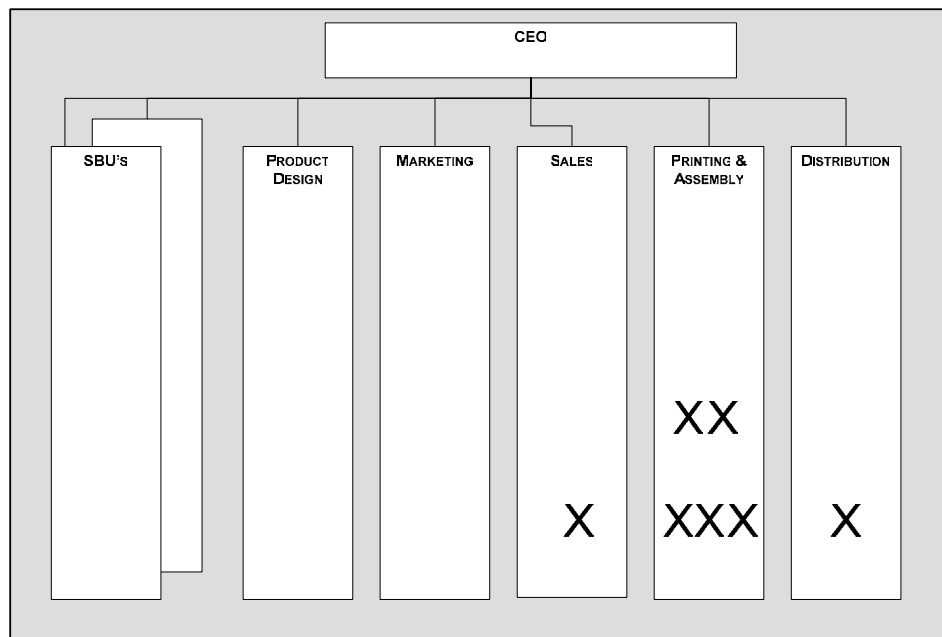 CEO
SBU'S
PRODUCT
DESIGN
MARKETING
SALES
PRINTING &
ASSEMBLY
DISTRIBUTION
XX
X
XXX
X